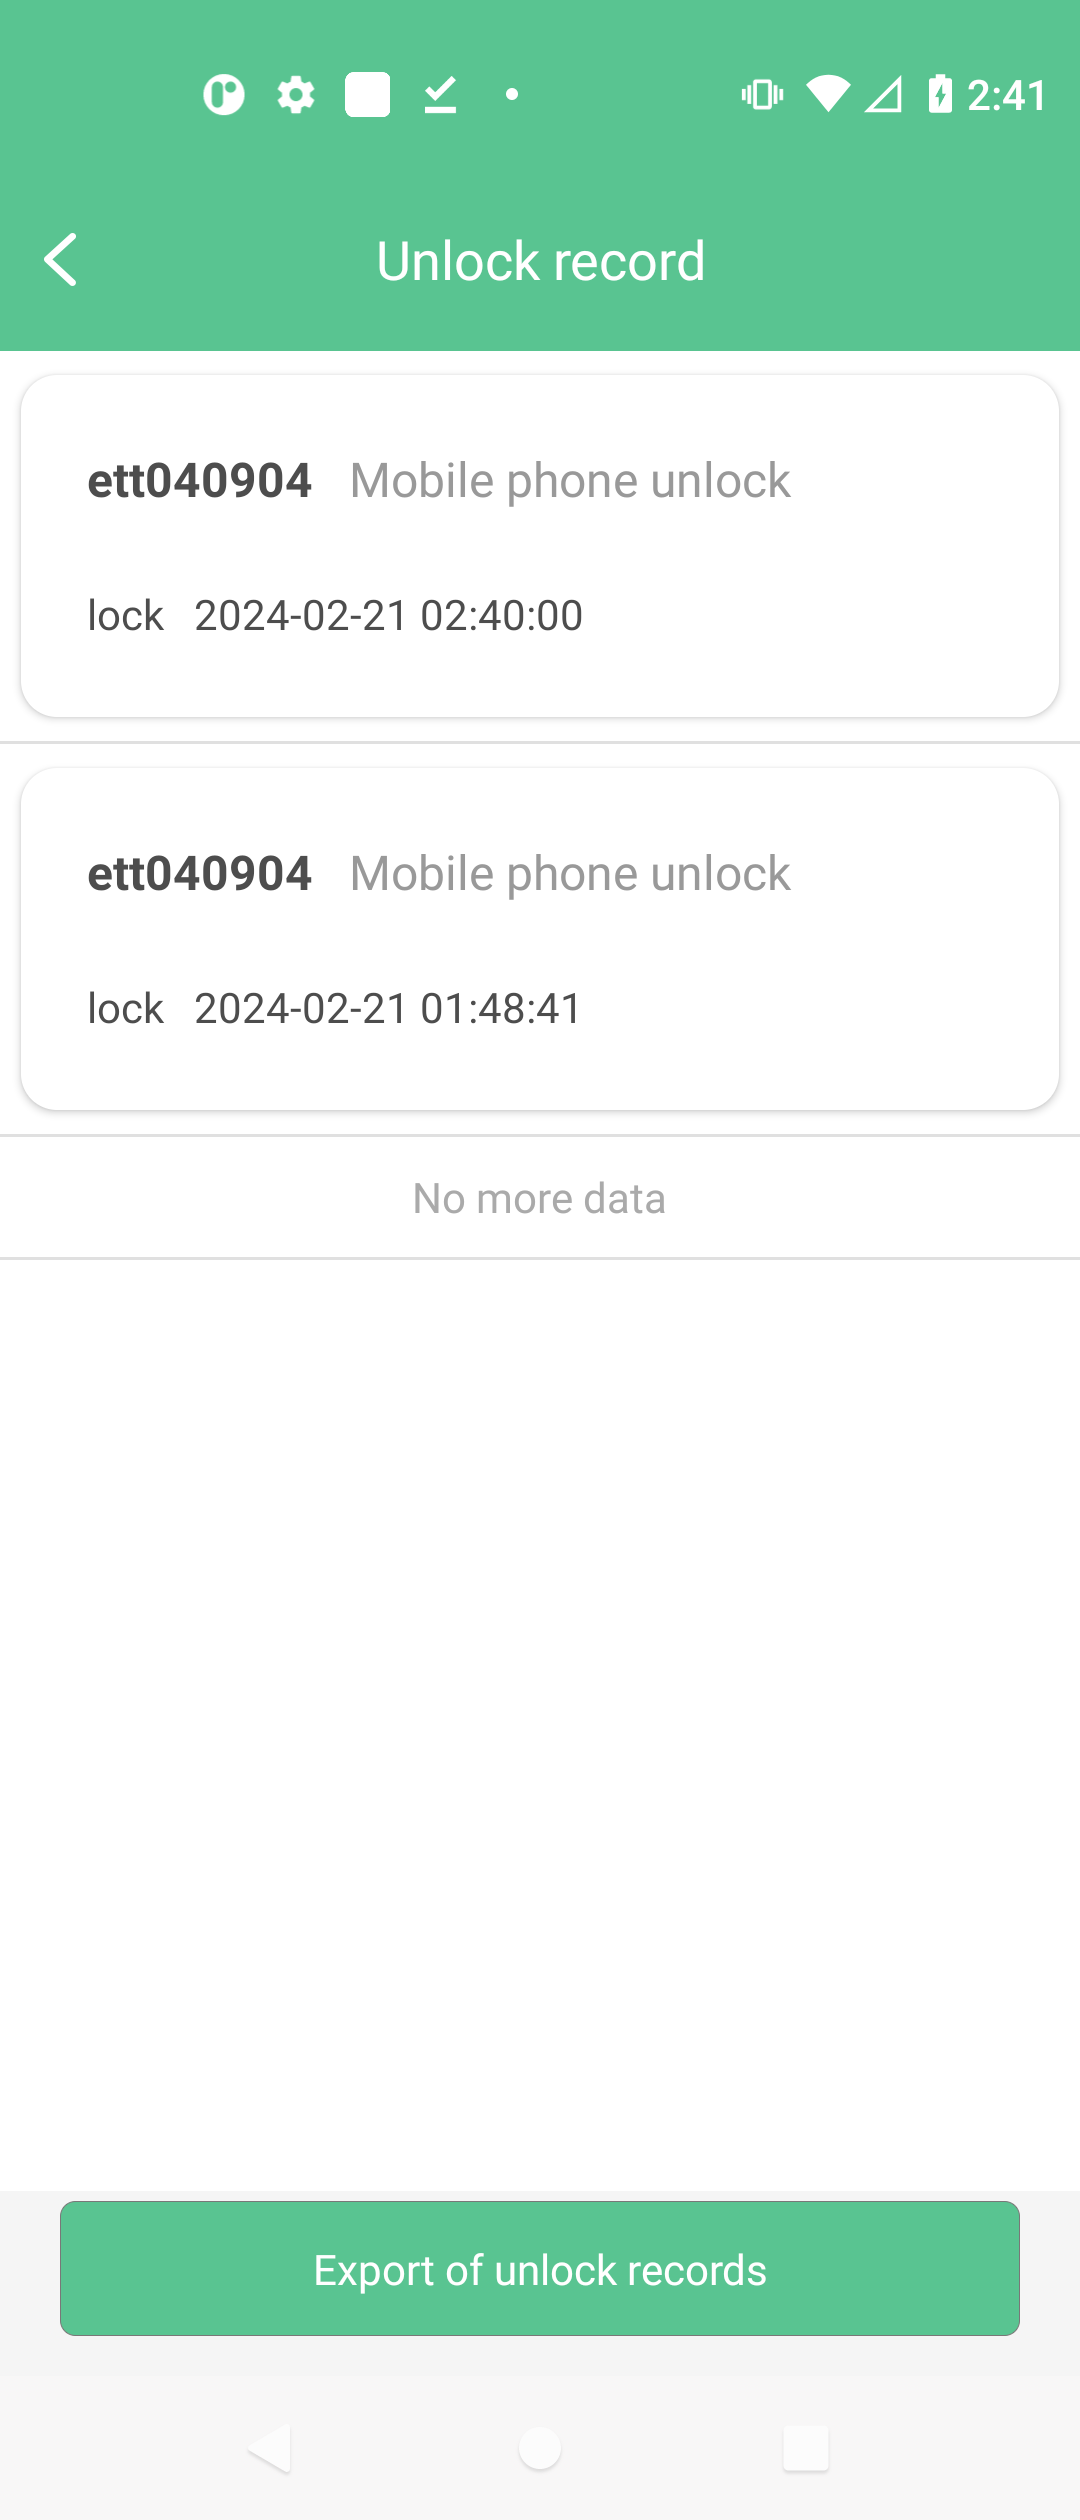 2:41
Unlock record
ett040904 Mobile phone unlock
lock 2024-02-21 02:40:00
ett040904 Mobile phone unlock
lock 2024-02-21 01:48:41
No more data
Export of unlock records